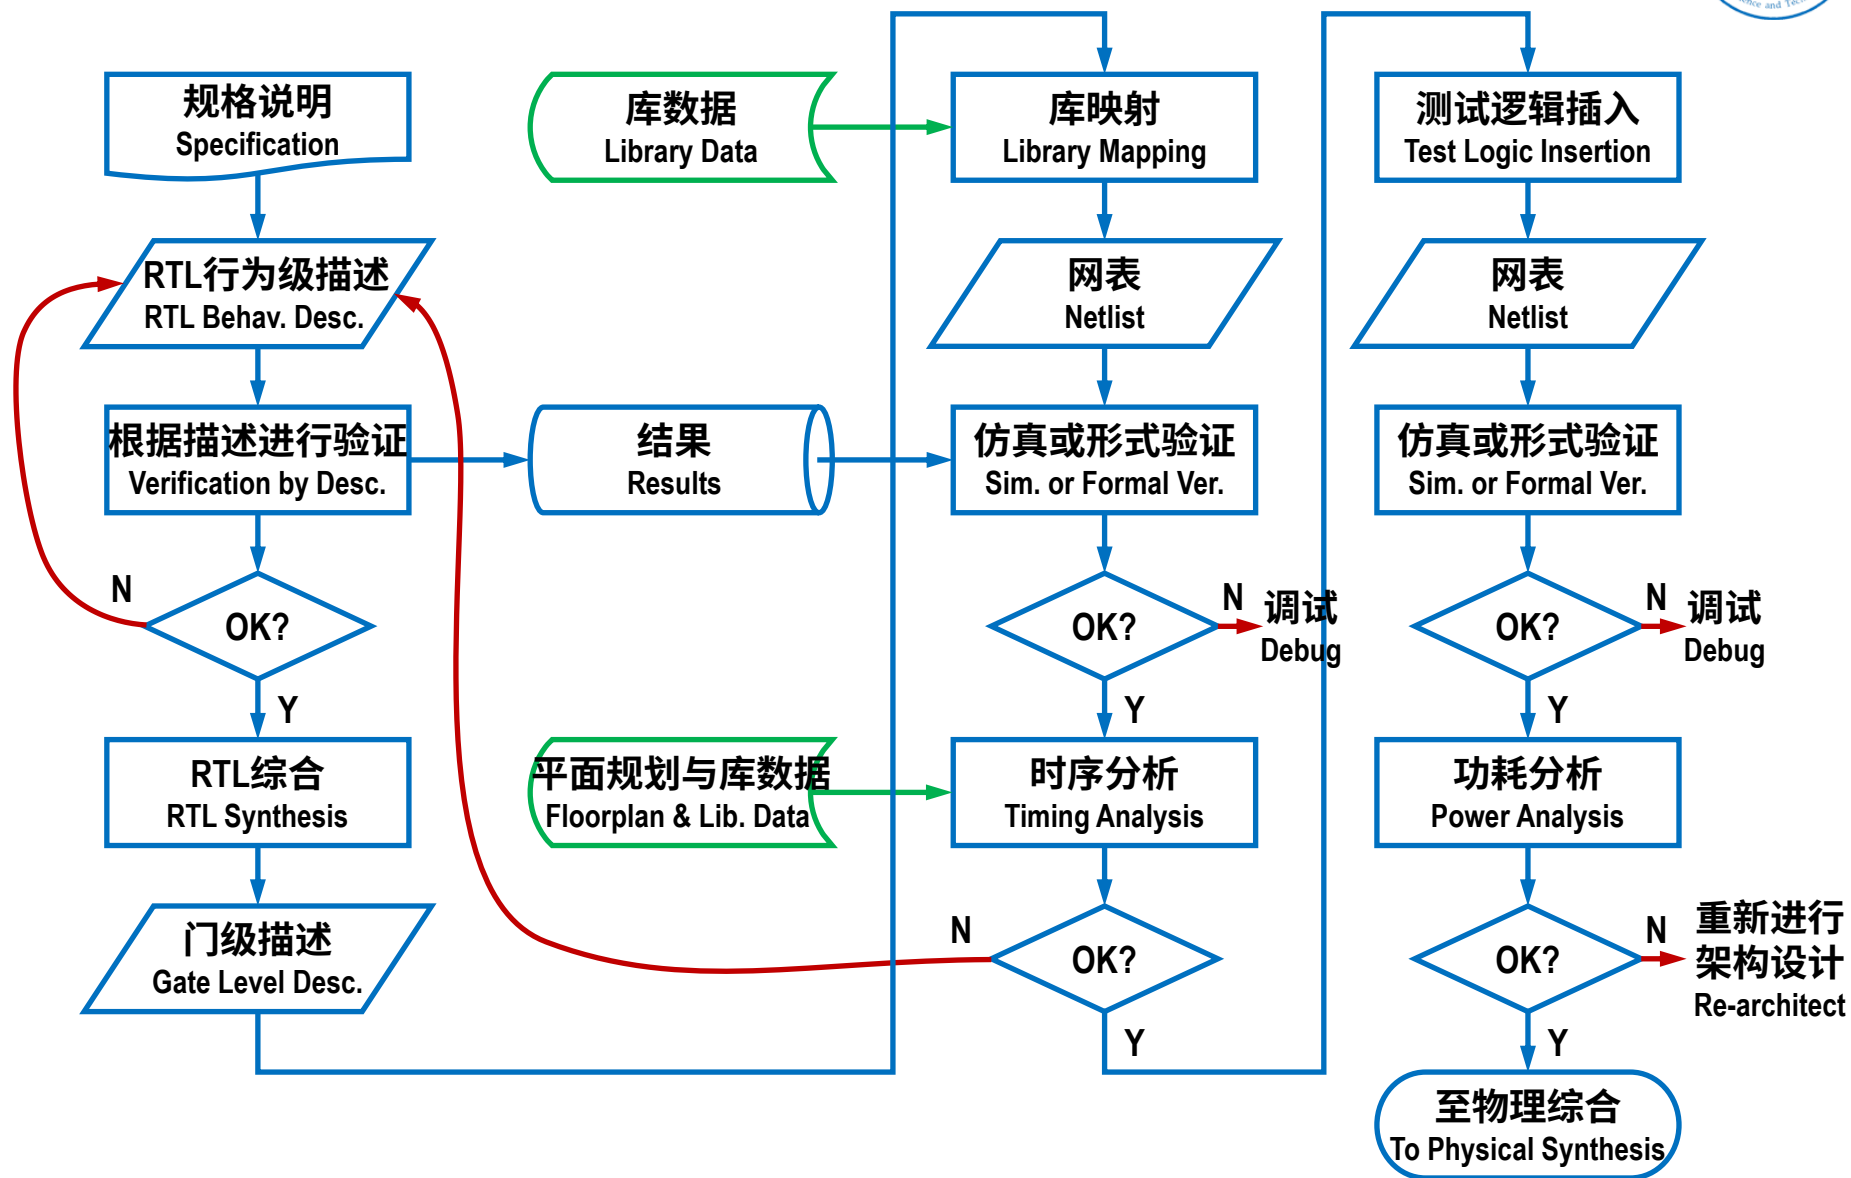 ence and Tec
规格说明
Specification
RTL行为级描述
RTL Behav. Desc.
根据描述进行验证
Verification by Desc.
OK?
N
Y
RTL综合
RTL Synthesis
门级描述
Gate Level Desc.
库数据
Library Data
结果
Results
平面规划与库数据
Floorplan & Lib. Data
库映射
Library Mapping
网表
Netlist
仿真或形式验证
Sim. or Formal Ver.
OK?
N
调试
Debug
Y
时序分析
Timing Analysis
OK?
N
Y
测试逻辑插入
Test Logic Insertion
网表
Netlist
仿真或形式验证
Sim. or Formal Ver.
OK?
N
调试
Debug
Y
功耗分析
Power Analysis
OK?
N
重新进行
架构设计
Re-architect
Y
至物理综合
To Physical Synthesis